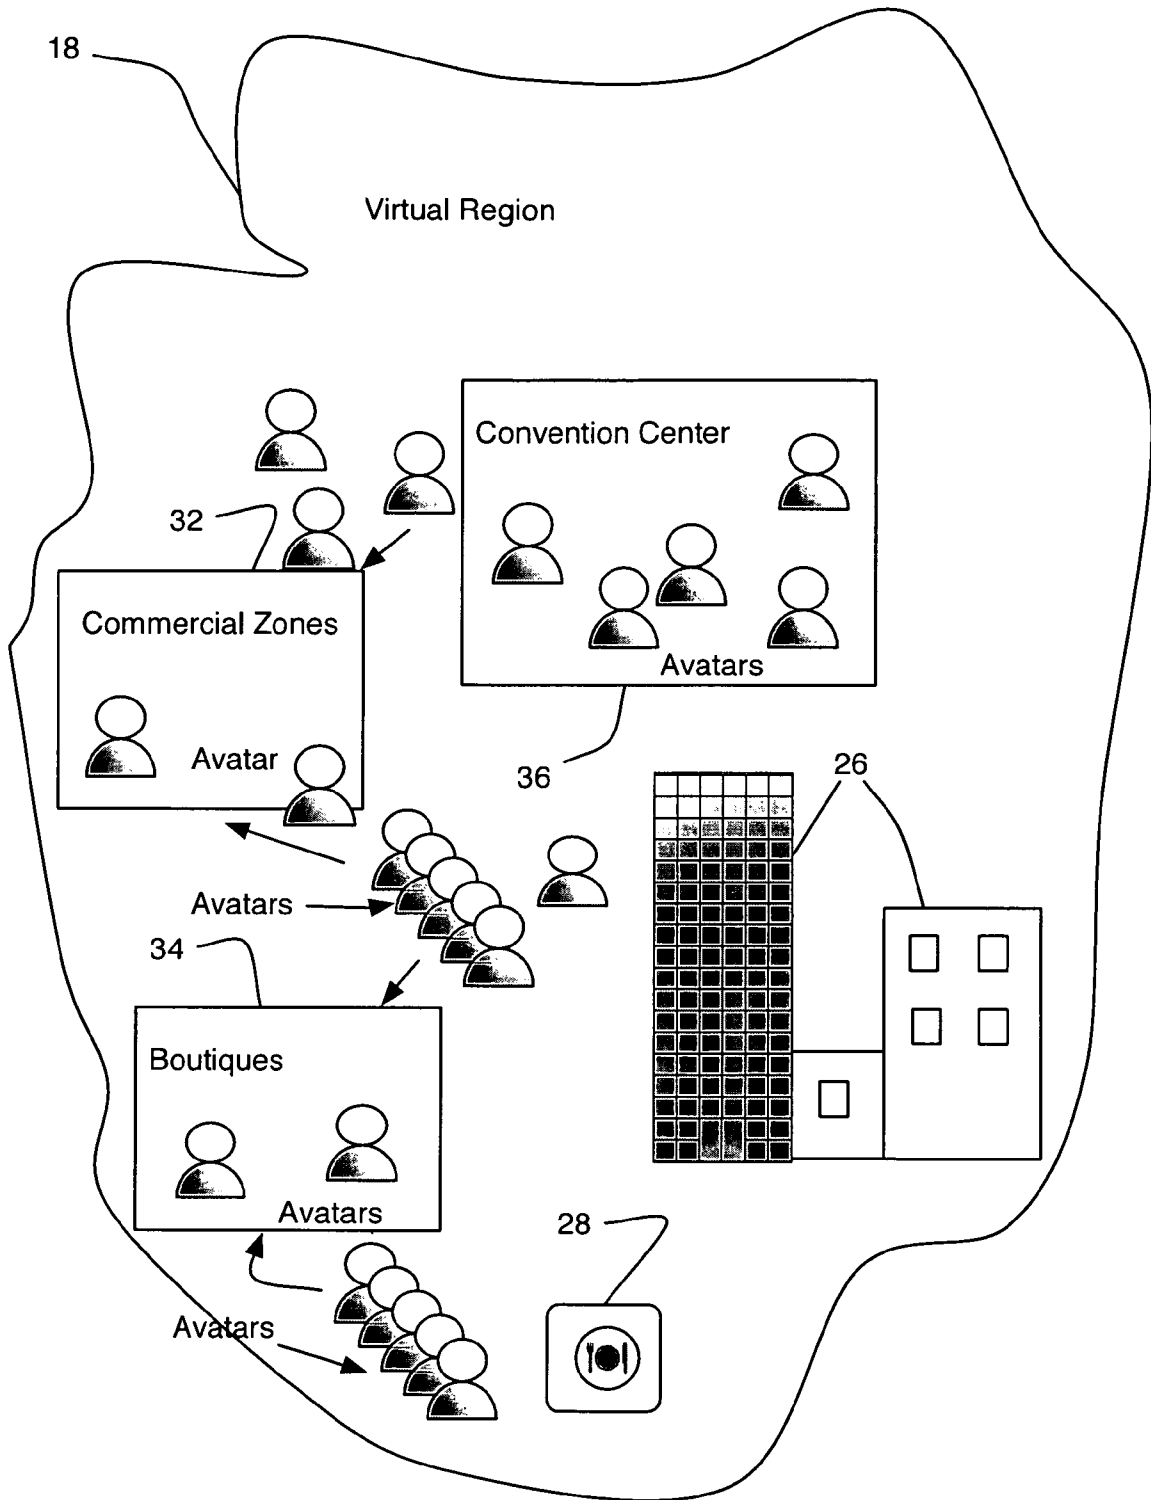 18
Virtual Region
Convention Center
32
Commercial Zones
Avatars
Avatar
36
26
Avatars
34
Boutiques
Avatars
28
Avatars